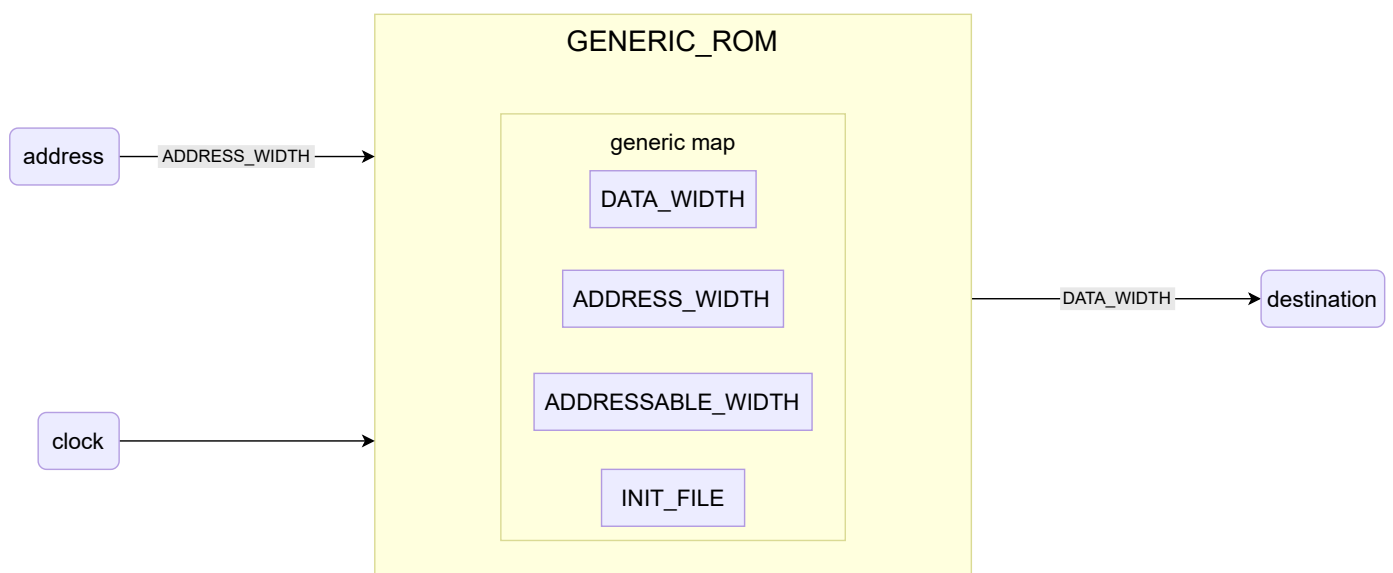 GENERIC_ROM
generic map
address
ADDRESS_WIDTH
DATA_WIDTH
ADDRESS_WIDTH
DATA_WIDTH
destination
ADDRESSABLE_WIDTH
clock
INIT_FILE